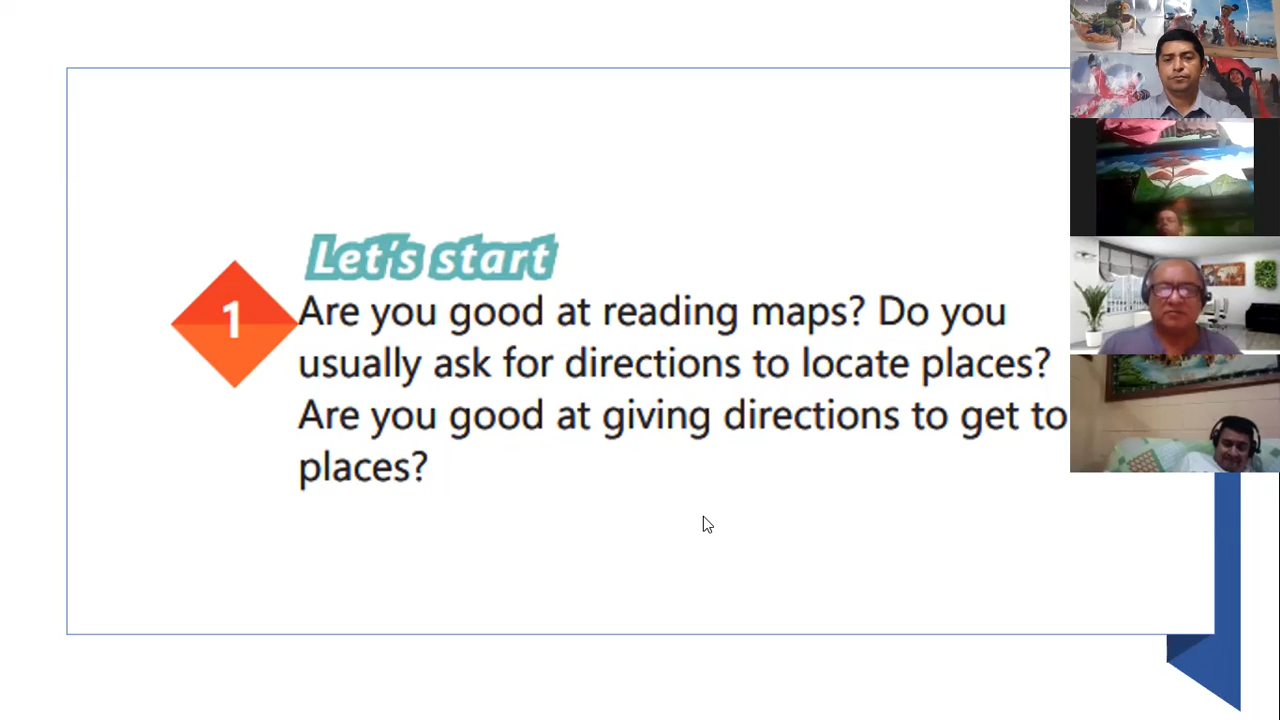 Let's start
1
Are you good at reading maps? Do you
usually ask for directions to locate places?
Are you good at giving directions to get to
places?